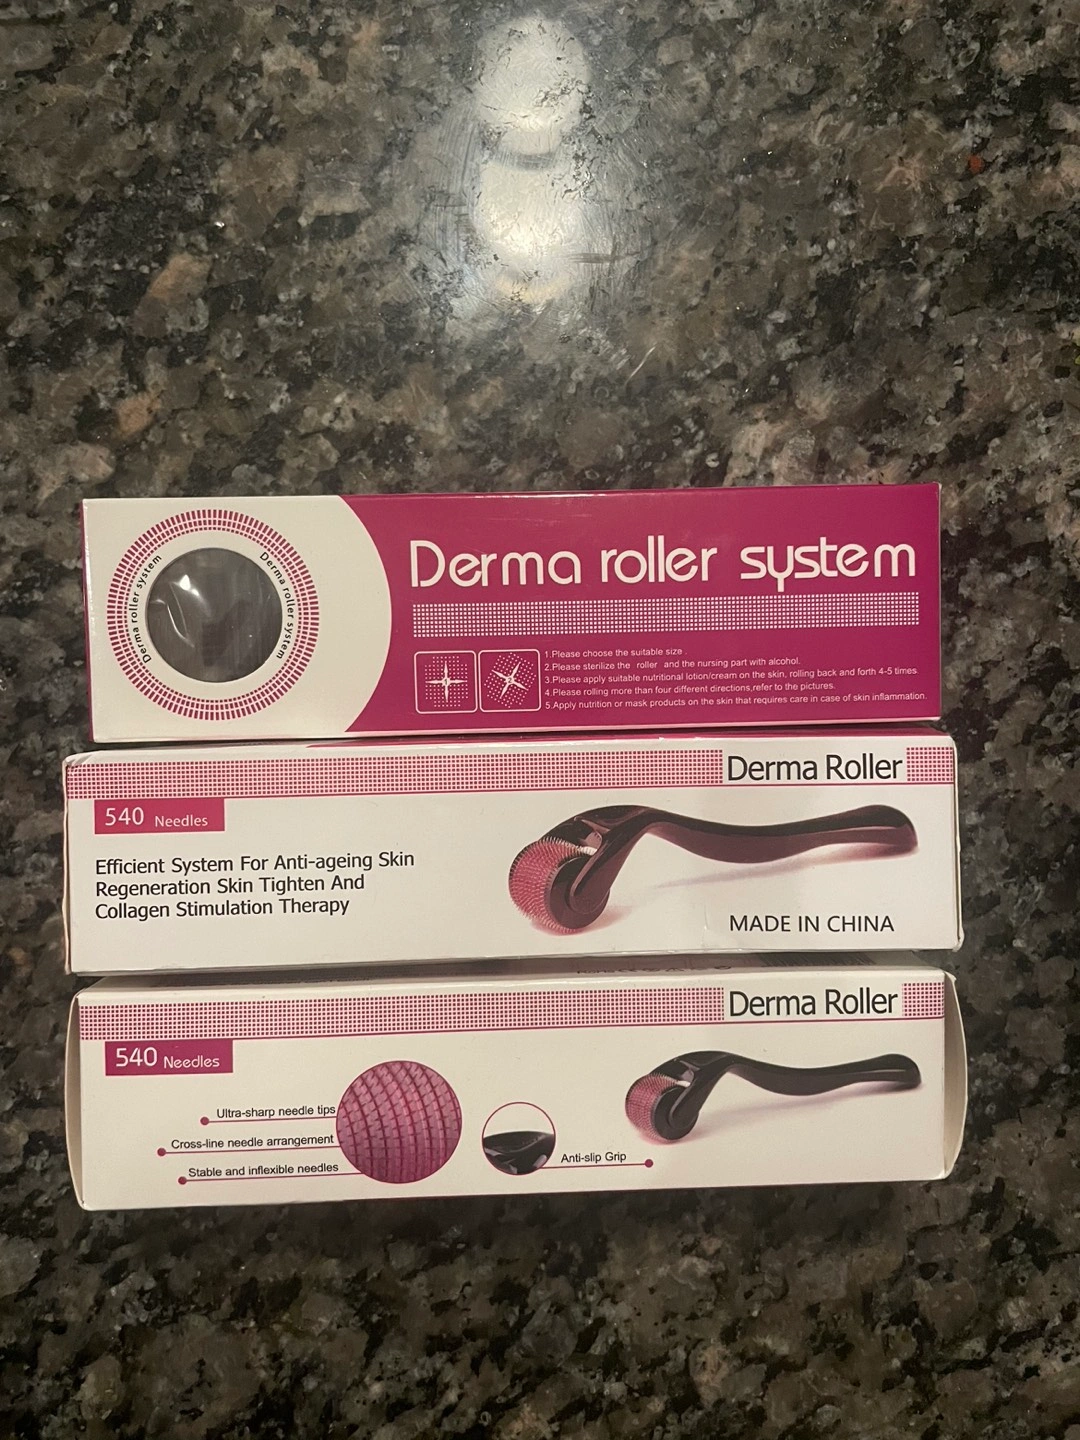 Derma roller system
Derma roller system
Derma roller system
1.Please choose the suitable size .
2.Please sterilize the roller and the nursing part with alcohol.
3.Please apply suitable nutritional lotion/cream on the skin, rolling back and forth 4-5 times.
4.Please rolling more than four different directions,refer to the pictures.
5.Apply nutrition or mask products on the skin that requires care in case of skin inflammation.
Derma Roller
540 Needles
Efficient System For Anti-ageing Skin
Regeneration Skin Tighten And
Collagen Stimulation Therapy
MADE IN CHINA
Derma Roller
540 Needles
Ultra-sharp needle tips
Cross-line needle arrangement
Stable and inflexible needles
Anti-slip Grip